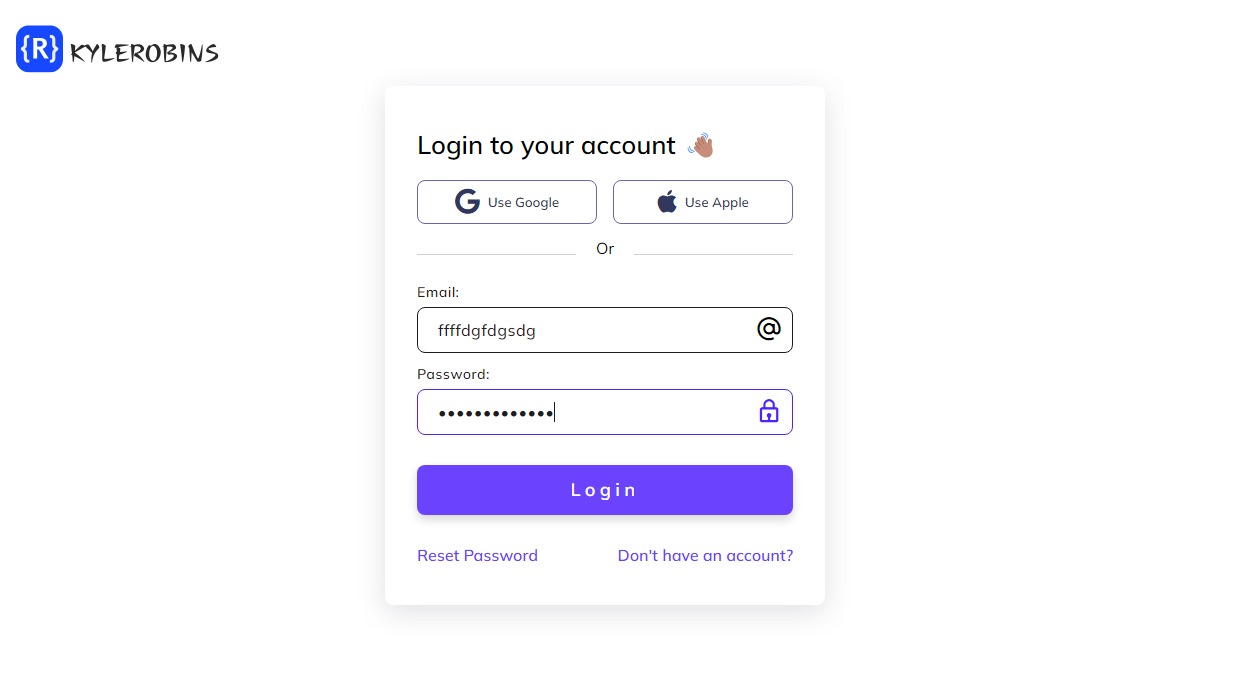 {R} KYLEROBINS
Login to your account
Use Google
Use Apple
Or
Email:
ffffdgfdgsdg
Password:
•••••••••••••
Login
Reset Password
Don't have an account?